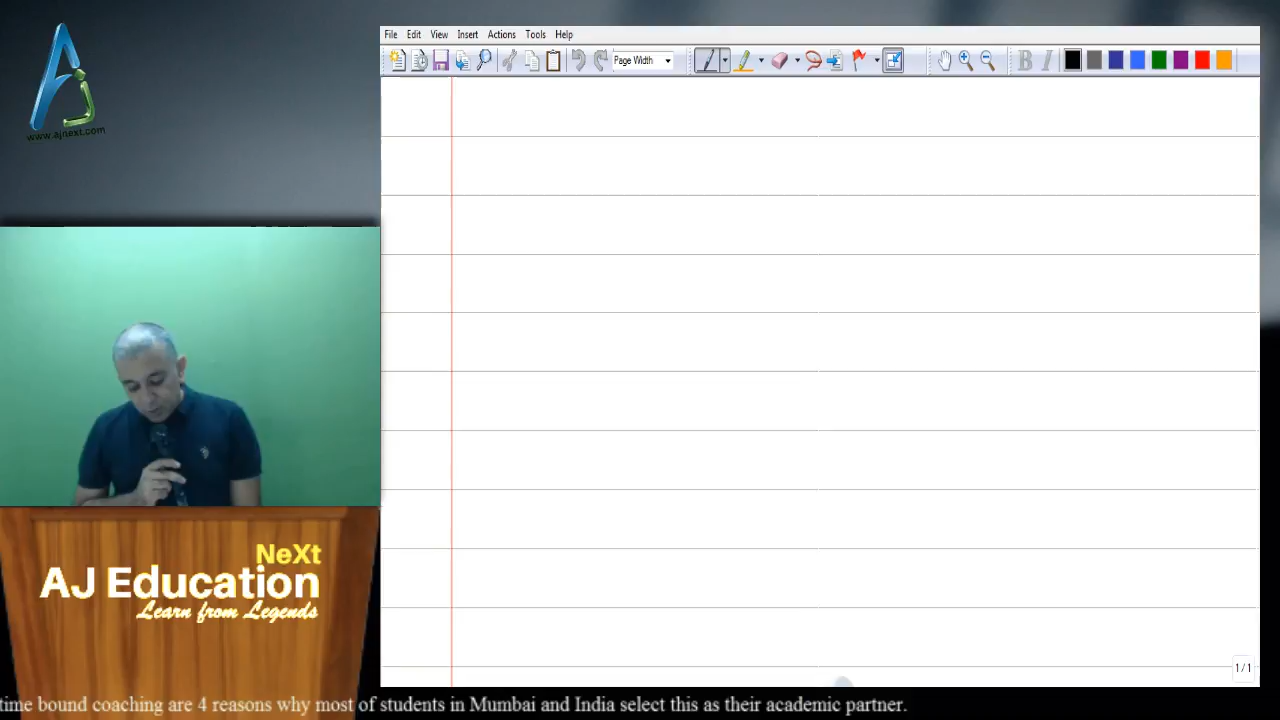 www.ajnext.com
File Edit View Insert Actions Tools Help
Page Width
B I
NeXt
AJ Education
Learn from Legends
1/1
time bound coaching are 4 reasons why most of students in Mumbai and India select this as their academic partner.